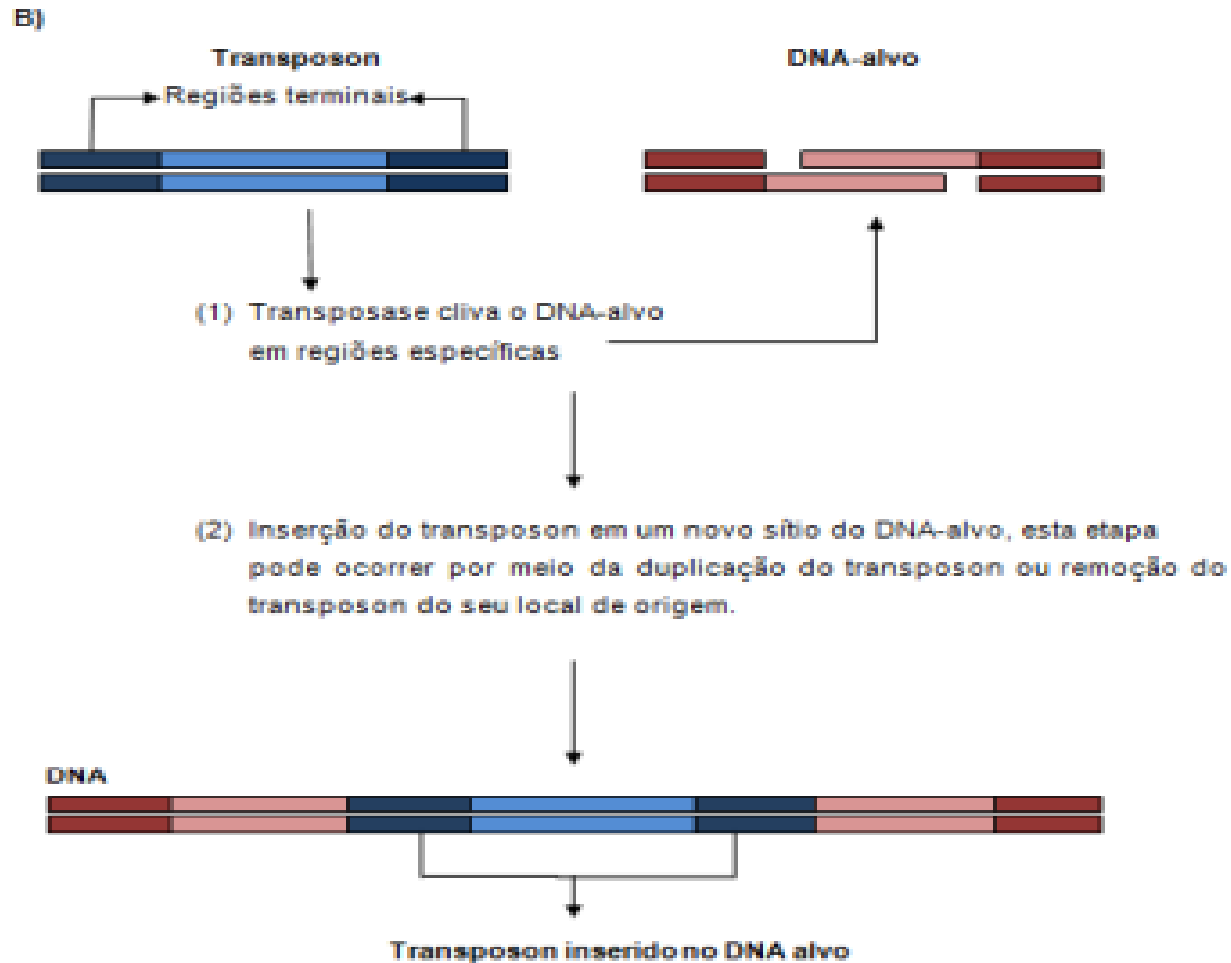 B)
Transposon
DNA-alvo
Regiões terminais
(1) Transposase cliva o DNA-alvo
em regiões específicas
(2) Inserção do transposon em um novo sítio do DNA-alvo, esta etapa
pode ocorrer por meio da duplicação do transposon ou remoção do
transposon do seu local de origem.
DNA
Transposon inserido no DNA alvo